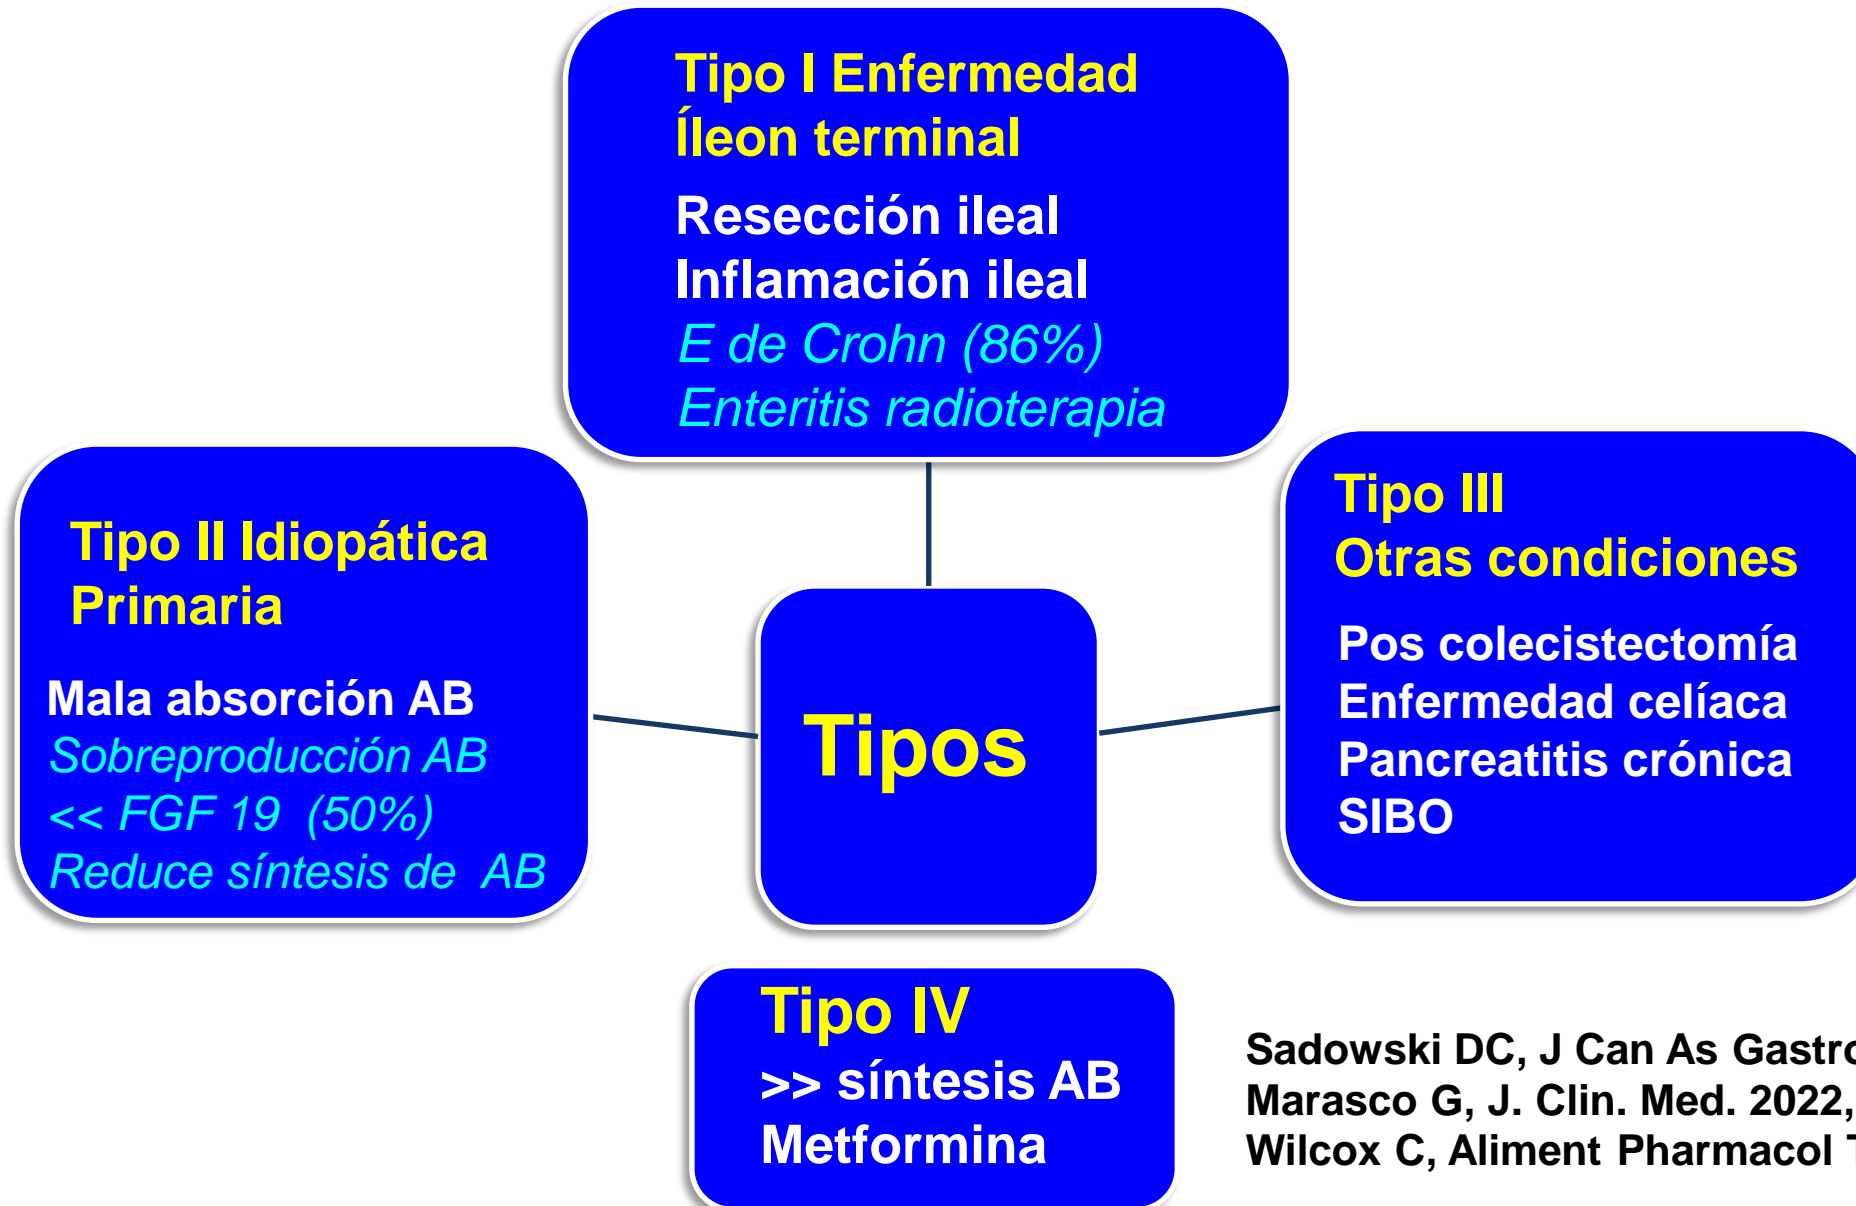 Tipo I Enfermedad
Íleon terminal
Resección ileal
Inflamación ileal
E de Crohn (86%)
Enteritis radioterapia
Tipo II Idiopática
Primaria
Mala absorción AB
Sobreproducción AB
<< FGF 19 (50%)
Reduce síntesis de AB
Tipos
Tipo III
Otras condiciones
Pos colecistectomía
Enfermedad celíaca
Pancreatitis crónica
SIBO
Tipo IV
>> síntesis AB
Metformina
Sadowski DC, J Can As Gastro
Marasco G, J. Clin. Med. 2022,
Wilcox C, Aliment Pharmacol